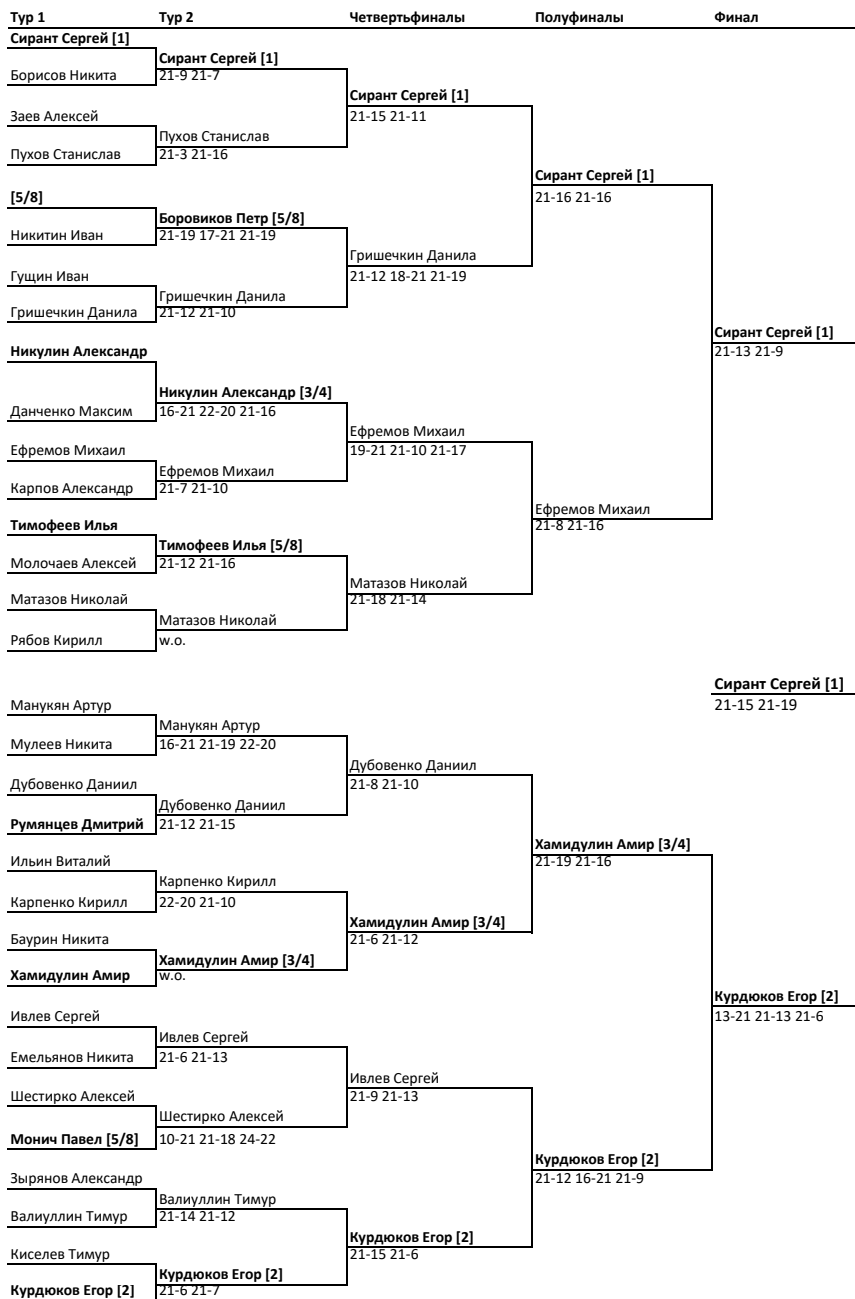 Тур 1 Тур 2 Четвертьфиналы Полуфиналы Финал
Сирант Сергей [1]
Сирант Сергей [1]
Борисов Никита 21-9 21-7
Сирант Сергей [1]
Заев Алексей 21-15 21-11
Пухов Станислав
Пухов Станислав 21-3 21-16
Сирант Сергей [1]
[5/8] 21-16 21-16
Боровиков Петр [5/8]
Никитин Иван 21-19 17-21 21-19
Гришечкин Данила
Гущин Иван 21-12 18-21 21-19
Гришечкин Данила
Гришечкин Данила 21-12 21-10
Сирант Сергей [1]
Никулин Александр 21-13 21-9
Никулин Александр [3/4]
Данченко Максим 16-21 22-20 21-16
Ефремов Михаил
Ефремов Михаил 19-21 21-10 21-17
Ефремов Михаил
Карпов Александр 21-7 21-10
Ефремов Михаил
Тимофеев Илья 21-8 21-16
Тимофеев Илья [5/8]
Молочаев Алексей 21-12 21-16
Матазов Николай
Матазов Николай 21-18 21-14
Матазов Николай
Рябов Кирилл w.o.
Сирант Сергей [1]
Манукян Артур 21-15 21-19
Манукян Артур
Мулеев Никита 16-21 21-19 22-20
Дубовенко Даниил
Дубовенко Даниил 21-8 21-10
Дубовенко Даниил
Румянцев Дмитрий 21-12 21-15
Хамидулин Амир [3/4]
Ильин Виталий 21-19 21-16
Карпенко Кирилл
Карпенко Кирилл 22-20 21-10
Хамидулин Амир [3/4]
Баурин Никита 21-6 21-12
Хамидулин Амир [3/4]
Хамидулин Амир w.o.
Курдюков Егор [2]
Ивлев Сергей 13-21 21-13 21-6
Ивлев Сергей
Емельянов Никита 21-6 21-13
Ивлев Сергей
Шестирко Алексей 21-9 21-13
Шестирко Алексей
Монич Павел [5/8] 10-21 21-18 24-22
Курдюков Егор [2]
Зырянов Александр 21-12 16-21 21-9
Валиуллин Тимур
Валиуллин Тимур 21-14 21-12
Курдюков Егор [2]
Киселев Тимур 21-15 21-6
Курдюков Егор [2]
Курдюков Егор [2] 21-6 21-7